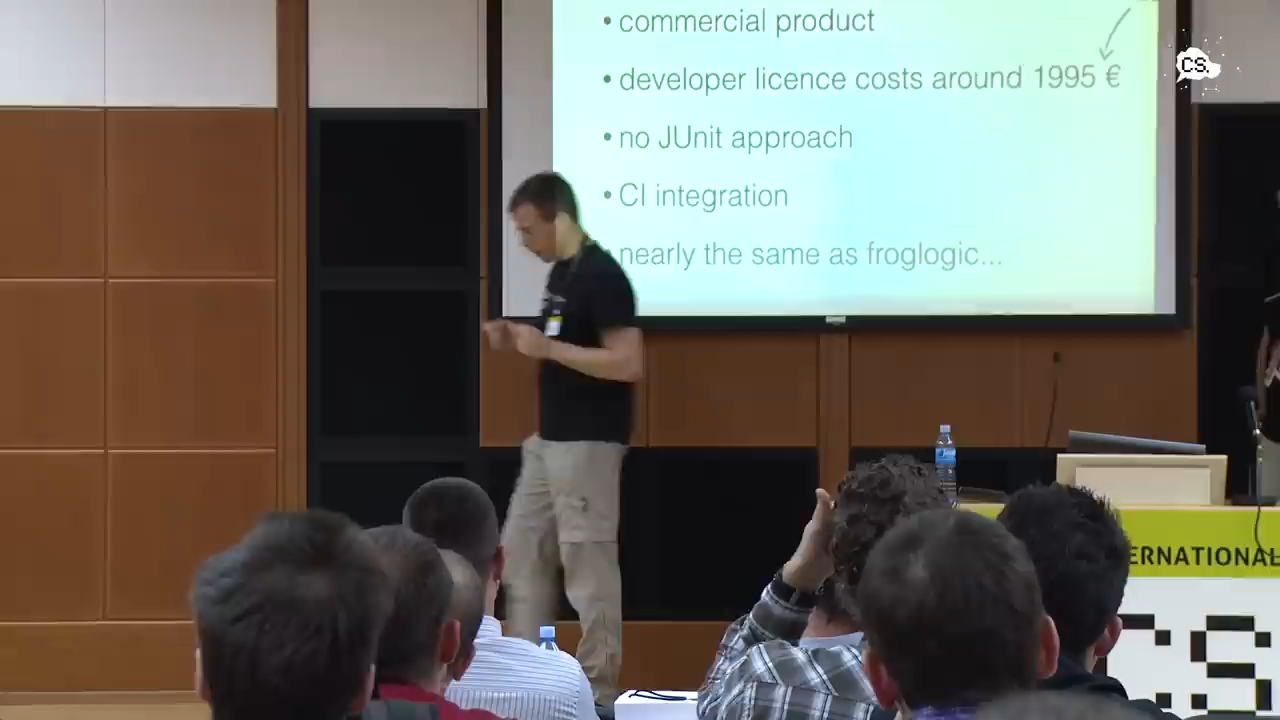 • commercial product
CS.
• developer licence costs around 1995 €
• no JUnit approach
• CI integration
nearly the same as froglogic...
ERNATIONAL
CS